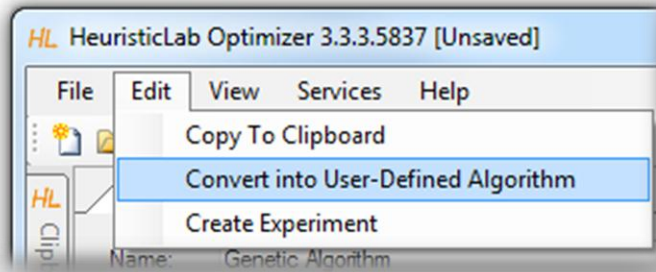 HL HeuristicLab Optimizer 3.3.3.5837 [Unsaved]
File Edit View Services Help
Copy To Clipboard
Convert into User-Defined Algorithm
HL
Create Experiment
Clipb
Name: Genetic Algorithm